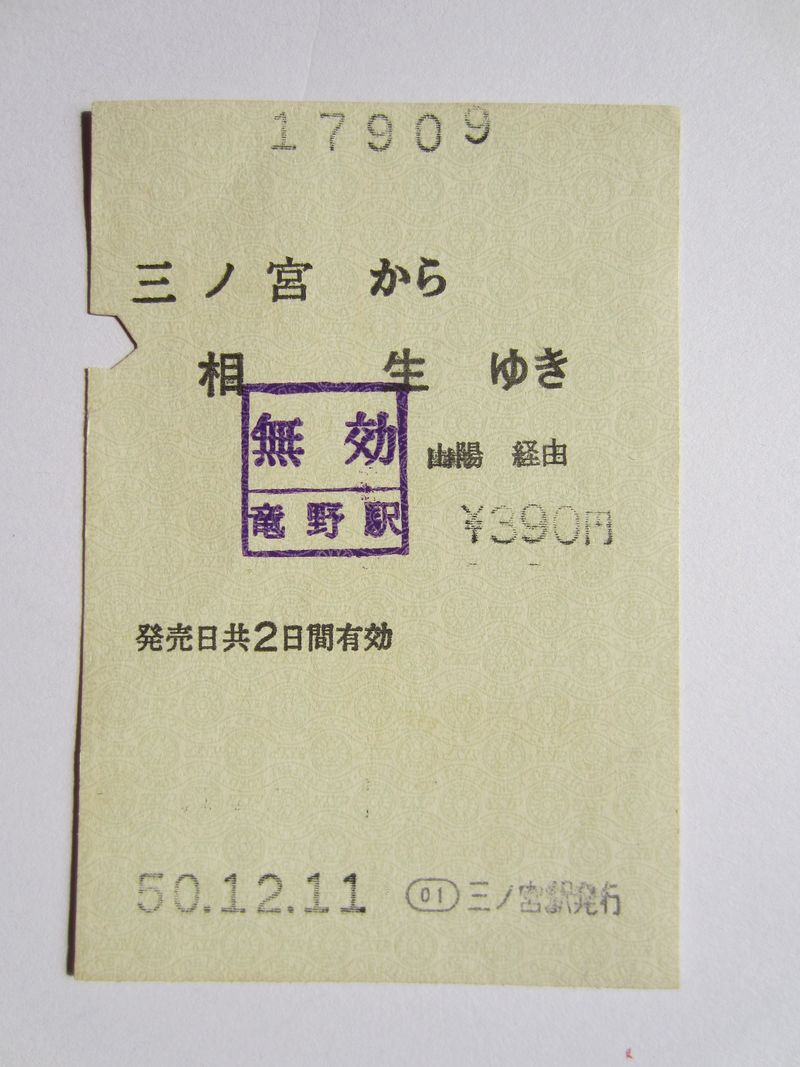 17909
三ノ宮 から
相生 ゆき
無効
山陽 経由
竜野駅
¥390円
発売日共2日間有効
50.12.11 01 三ノ宮駅発行